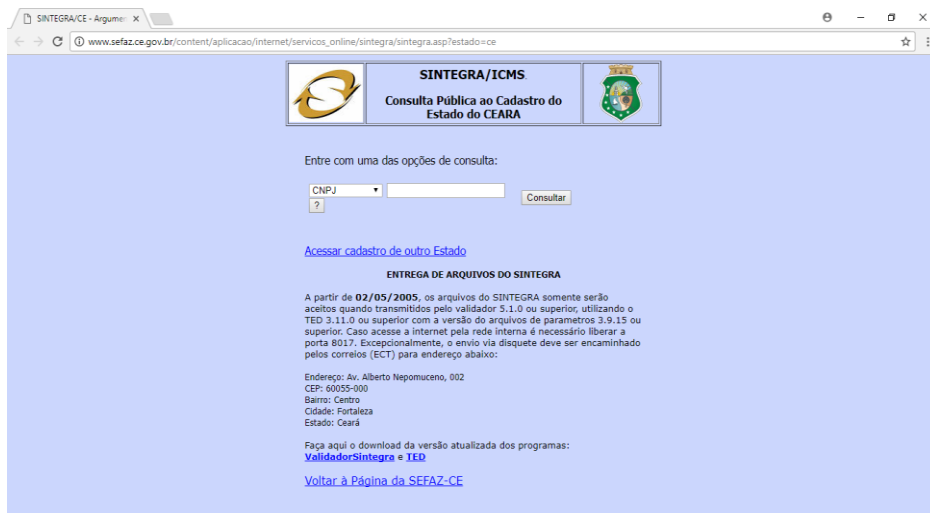 SINTEGRA/CE - Argumen
www.sefaz.ce.gov.br/content/aplicacao/internet/servicos_online/sintegra/sintegra.asp?estado=ce
SINTEGRA/ICMS
Consulta Pública ao Cadastro do
Estado do CEARA
Entre com uma das opções de consulta:
CNPJ
Consultar
?
Acessar cadastro de outro Estado
ENTREGA DE ARQUIVOS DO SINTEGRA
A partir de 02/05/2005, os arquivos do SINTEGRA somente serão
aceitos quando transmitidos pelo validador 5.1.0 ou superior, utilizando o
TED 3.11.0 ou superior com a versão do arquivos de parametros 3.9.15 ou
superior. Caso acesse a internet pela rede interna é necessário liberar a
porta 8017. Excepcionalmente, o envio via disquete deve ser encaminhado
pelos correios (ECT) para endereço abaixo:
Endereço: Av. Alberto Nepomuceno, 002
CEP: 60055-000
Bairro: Centro
Cidade: Fortaleza
Estado: Ceará
Faça aqui o download da versão atualizada dos programas:
ValidadorSintegra e TED
Voltar à Página da SEFAZ-CE